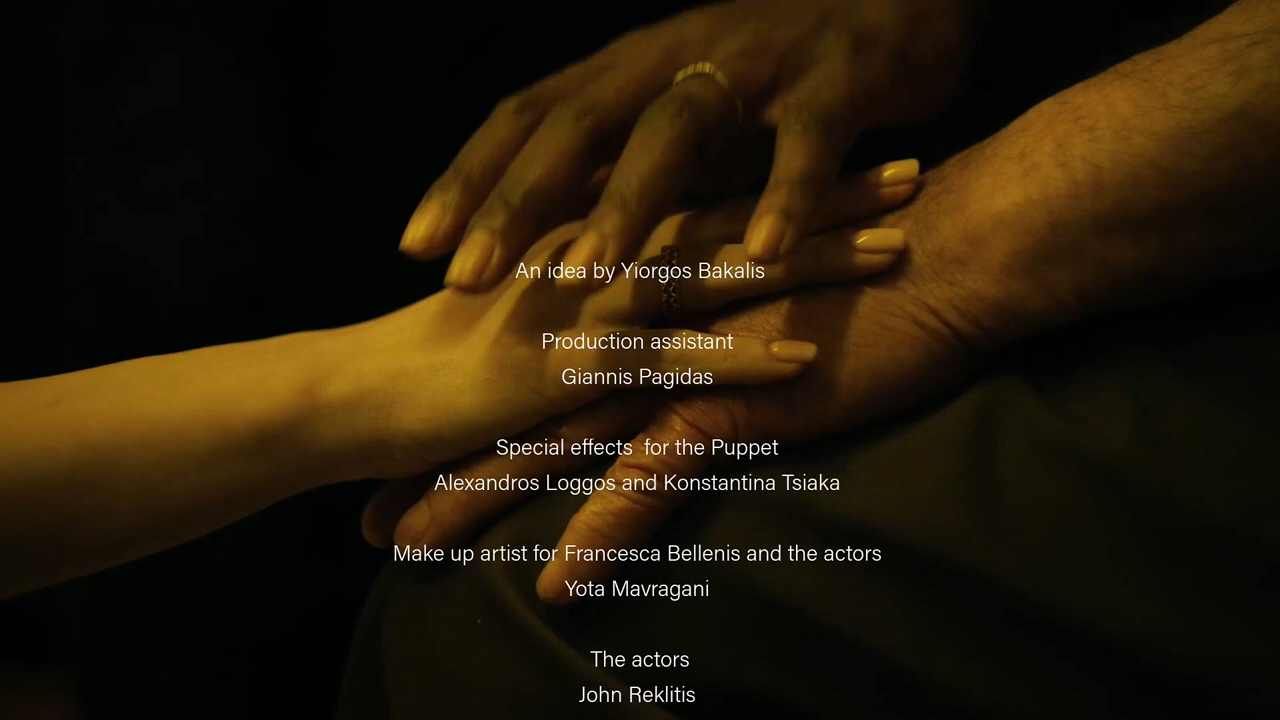 An idea by Yiorgos Bakalis
Production assistant
Giannis Pagidas
Special effects  for the Puppet
Alexandros Loggos and Konstantina Tsiaka
Make up artist for Francesca Bellenis and the actors
Yota Mavragani
The actors
John Reklitis